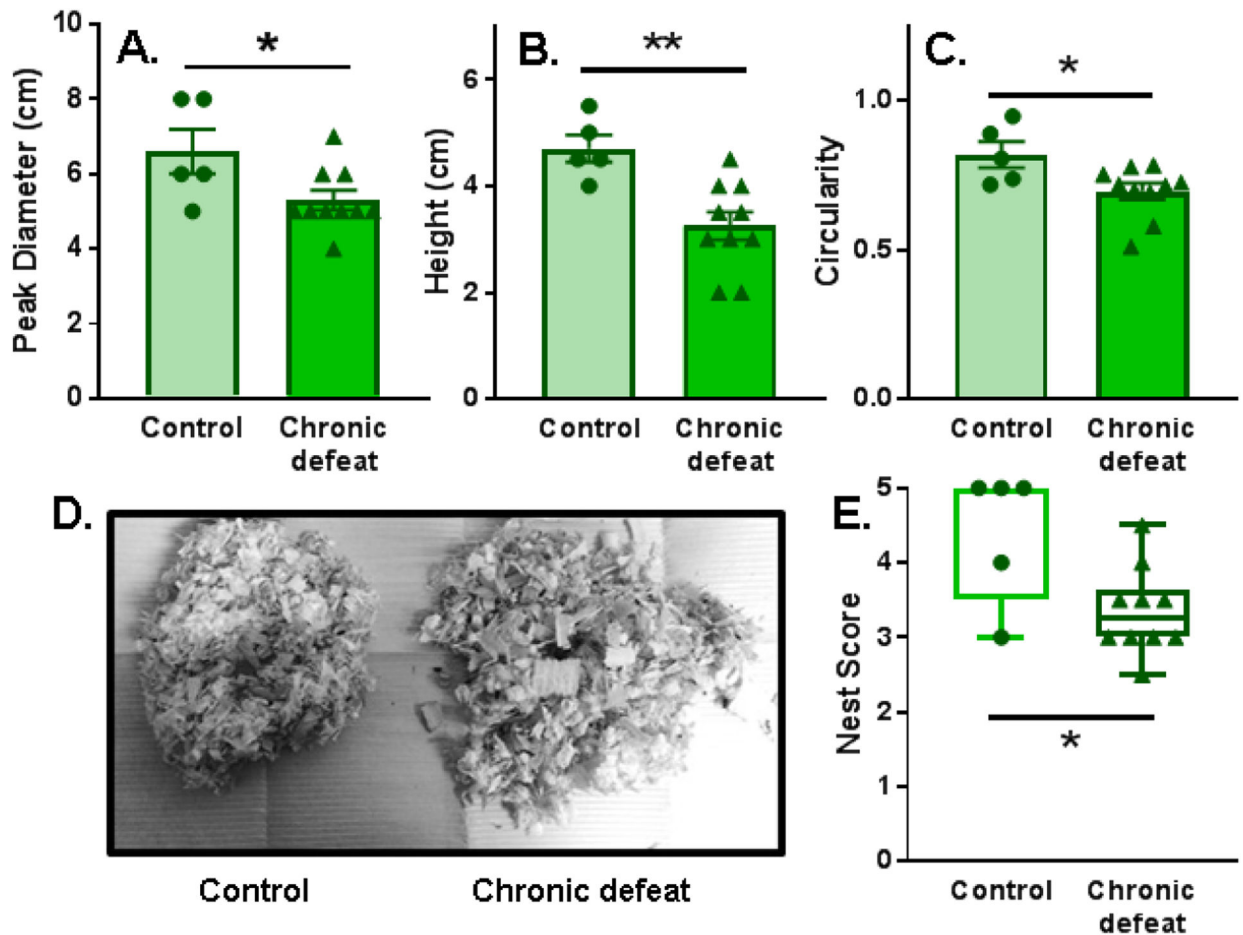 A.
*
Peak Diameter (cm)
10
8
6
4
2
0
Control
Chronic
defeat
B.
**
Height (cm)
6
4
2
0
Control
Chronic
defeat
C.
*
Circularity
1.0
0.5
0.0
Control
Chronic
defeat
D.
Control
Chronic defeat
E.
Nest Score
5
4
3
2
1
0
*
Control
Chronic
defeat